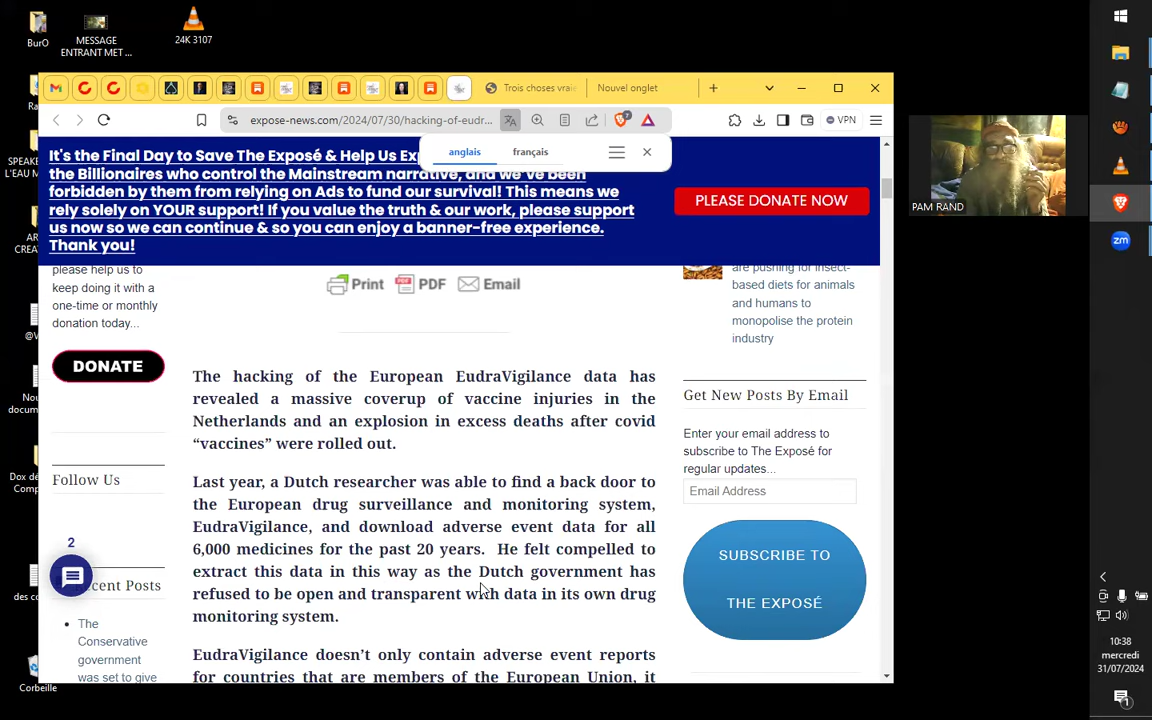 BurO
MESSAGE
ENTRANT MET ...
24K 3107
Trois choses vraie
Nouvel onglet
expose-news.com/2024/07/30/hacking-of-eudr...
VPN
anglais
français
It's the Final Day to Save The Exposé & Help Us Exp
the Billionaires who control the Mainstream narrative, and we've been
forbidden by them from relying on Ads to fund our survival! This means we
rely solely on YOUR support! If you value the truth & our work, please support
us now so we can continue & so you can enjoy a banner-free experience.
Thank you!
PLEASE DONATE NOW
PAM RAND
please help us to
keep doing it with a
one-time or monthly
donation today...
DONATE
Follow Us
2
Recent Posts
The
Conservative
government
was set to give
Print
PDF
Email
The hacking of the European EudraVigilance data has
revealed a massive coverup of vaccine injuries in the
Netherlands and an explosion in excess deaths after covid
“vaccines” were rolled out.
Last year, a Dutch researcher was able to find a back door to
the European drug surveillance and monitoring system,
EudraVigilance, and download adverse event data for all
6,000 medicines for the past 20 years. He felt compelled to
extract this data in this way as the Dutch government has
refused to be open and transparent with data in its own drug
monitoring system.
EudraVigilance doesn’t only contain adverse event reports
for countries that are members of the European Union, it
are pushing for insect-
based diets for animals
and humans to
monopolise the protein
industry
Get New Posts By Email
Enter your email address to
subscribe to The Exposé for
regular updates...
Email Address
SUBSCRIBE TO
THE EXPOSÉ
Corbeille
zm
10:38
mercredi
31/07/2024
1